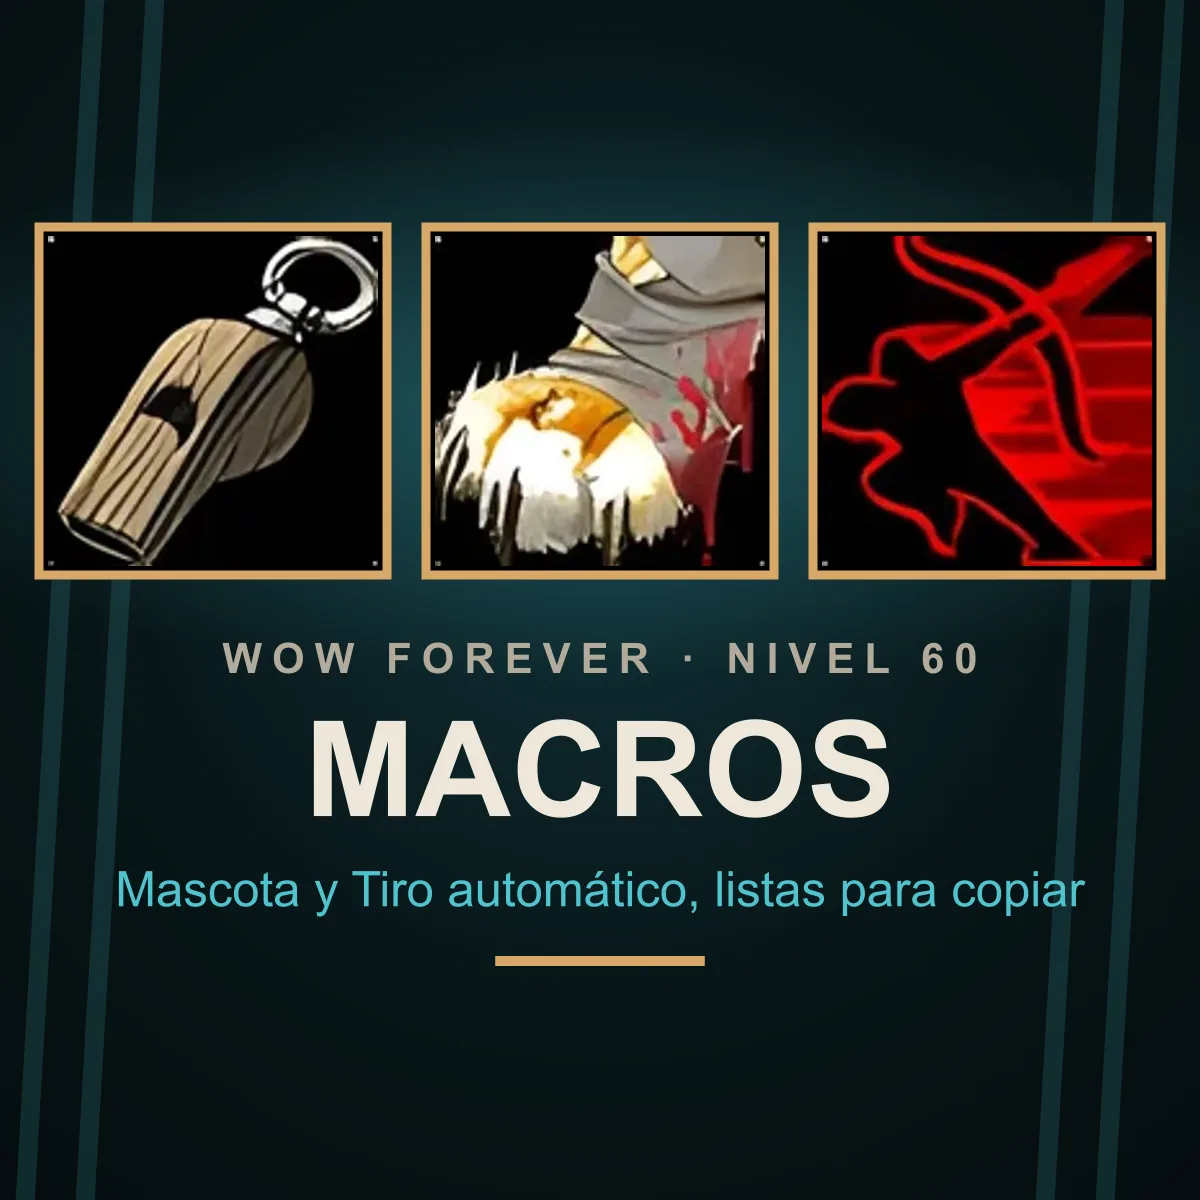 WOW FOREVER · NIVEL 60
MACROS
Mascota y Tiro automático, listas para copiar